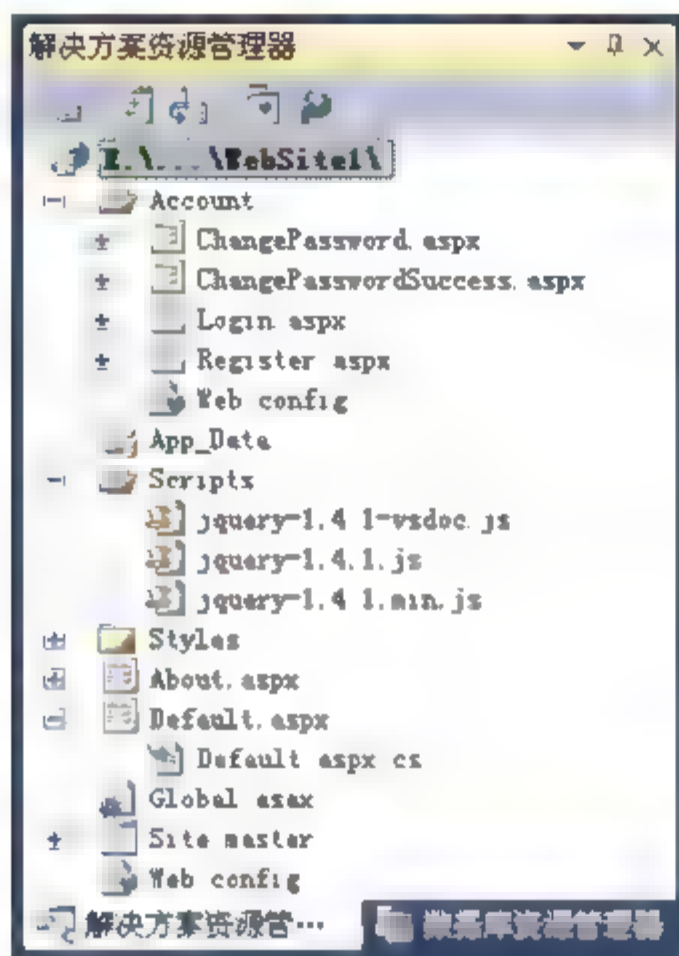 解决方案资源管理器
E:\...\WebSite1\
Account
ChangePassword.aspx
ChangePasswordSuccess.aspx
Login.aspx
Register.aspx
Web.config
App_Data
Scripts
jquery-1.4.1-vsdoc.js
jquery-1.4.1.js
jquery-1.4.1.min.js
Styles
About.aspx
Default.aspx
Default.aspx.cs
Global.asax
Site.master
Web.config
解决方案资源管… 数据库资源管理器